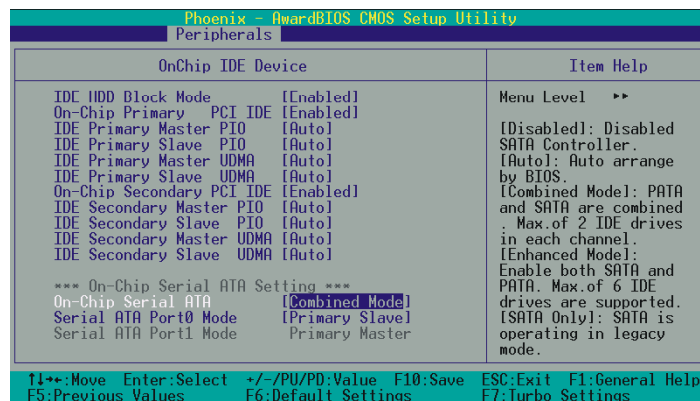 Phoenix - AwardBIOS CMOS Setup Utility
Peripherals
OnChip IDE Device
IDE HDD Block Mode [Enabled]
On-Chip Primary PCI IDE [Enabled]
IDE Primary Master PIO [Auto]
IDE Primary Slave PIO [Auto]
IDE Primary Master UDMA [Auto]
IDE Primary Slave UDMA [Auto]
On-Chip Secondary PCI IDE [Enabled]
IDE Secondary Master PIO [Auto]
IDE Secondary Slave PIO [Auto]
IDE Secondary Master UDMA [Auto]
IDE Secondary Slave UDMA [Auto]
*** On-Chip Serial ATA Setting ***
On-Chip Serial ATA [Combined Mode]
Serial ATA Port0 Mode [Primary Slave]
Serial ATA Port1 Mode Primary Master
Item Help
Menu Level ▸▸
[Disabled]: Disabled
SATA Controller.
[Auto]: Auto arrange
by BIOS.
[Combined Mode]: PATA
and SATA are combined
. Max.of 2 IDE drives
in each channel.
[Enhanced Mode]:
Enable both SATA and
PATA. Max.of 6 IDE
drives are supported.
[SATA Only]: SATA is
operating in legacy
mode.
↑↓→←:Move Enter:Select +/-/PU/PD:Value F10:Save ESC:Exit F1:General Help
F5:Previous Values F6:Default Settings F7:Turbo Settings